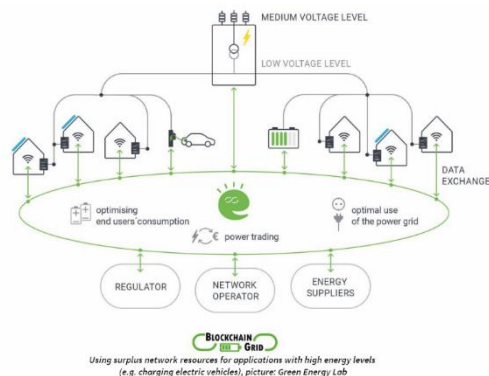 MEDIUM VOLTAGE LEVEL
LOW VOLTAGE LEVEL
DATA
EXCHANGE
optimising
end users' consumption
power trading
optimal use
of the power grid
REGULATOR
NETWORK
OPERATOR
ENERGY
SUPPLIERS
BLOCKCHAIN
GRID
Using surplus network resources for applications with high energy levels
(e.g. charging electric vehicles), picture: Green Energy Lab